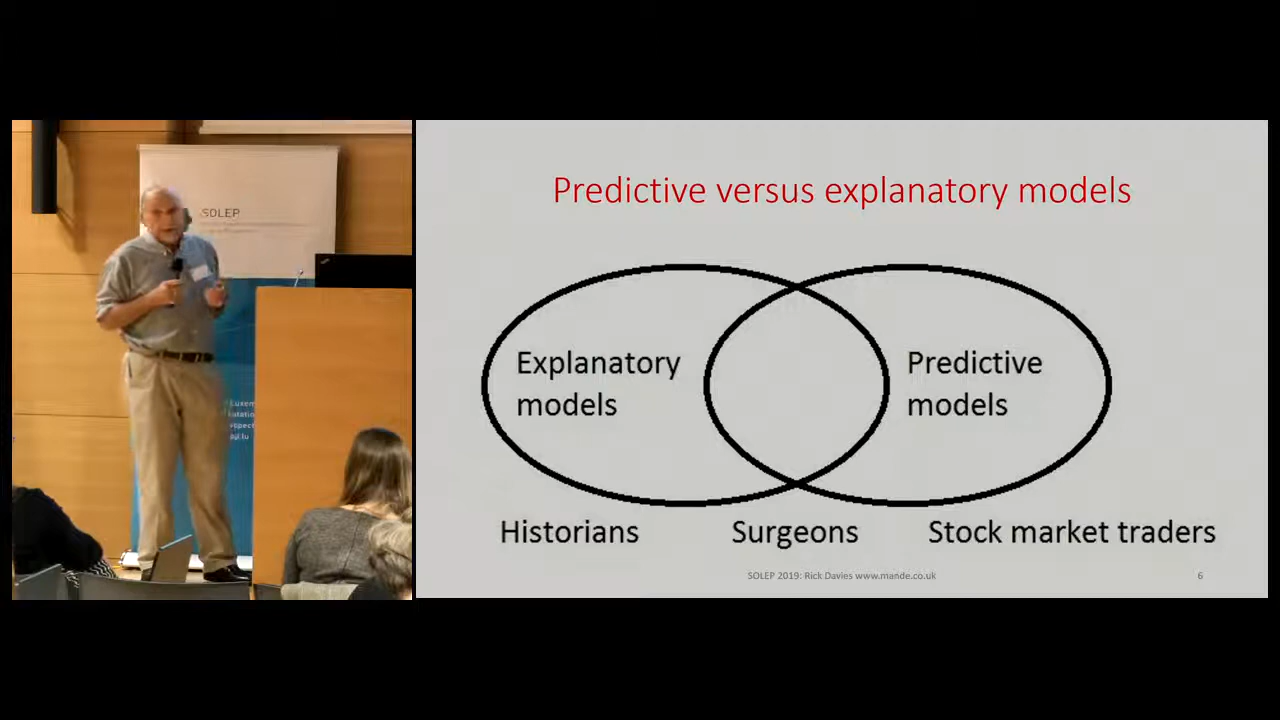 SOLEP
Predictive versus explanatory models
Explanatory
models
Predictive
models
Historians
Surgeons
Stock market traders
SOLEP 2019: Rick Davies www.mande.co.uk
6